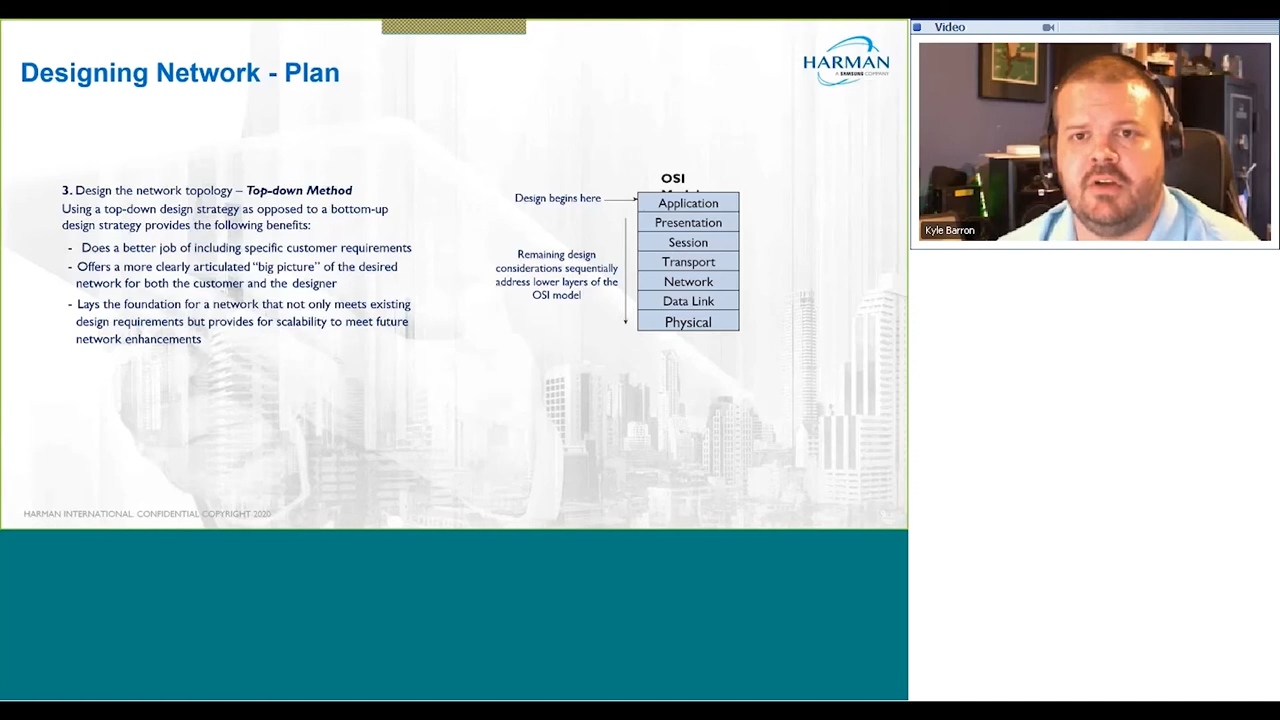 Designing Network - Plan
HARMAN
A SAMSUNG COMPANY
3. Design the network topology – Top-down Method
Using a top-down design strategy as opposed to a bottom-up
design strategy provides the following benefits:
- Does a better job of including specific customer requirements
- Offers a more clearly articulated “big picture” of the desired
network for both the customer and the designer
- Lays the foundation for a network that not only meets existing
design requirements but provides for scalability to meet future
network enhancements
OSI
Design begins here
Application
Presentation
Session
Transport
Network
Data Link
Physical
Remaining design
considerations sequentially
address lower layers of the
OSI model
HARMAN INTERNATIONAL. CONFIDENTIAL COPYRIGHT 2020
Video
Kyle Barron